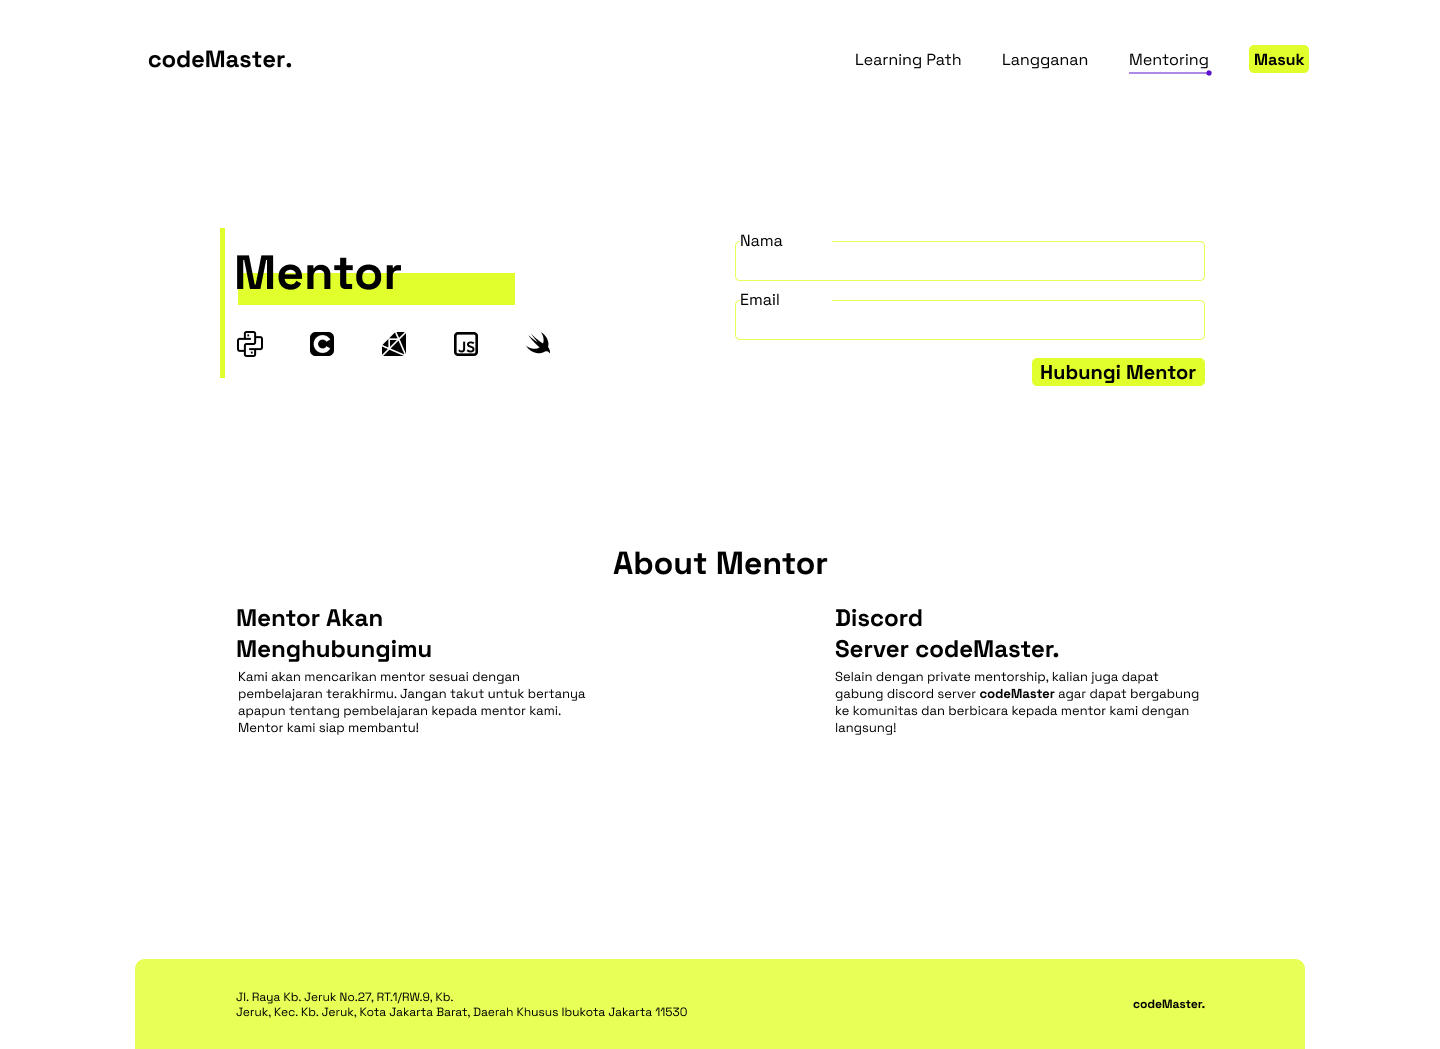 codeMaster.
Learning Path
Langganan
Mentoring
Masuk
Mentor
JS
Nama
Email
Hubungi Mentor
About Mentor
Mentor Akan
Menghubungimu
Kami akan mencarikan mentor sesuai dengan
pembelajaran terakhirmu. Jangan takut untuk bertanya
apapun tentang pembelajaran kepada mentor kami.
Mentor kami siap membantu!
Discord
Server codeMaster.
Selain dengan private mentorship, kalian juga dapat
gabung discord server codeMaster agar dapat bergabung
ke komunitas dan berbicara kepada mentor kami dengan
langsung!
Jl. Raya Kb. Jeruk No.27, RT.1/RW.9, Kb.
Jeruk, Kec. Kb. Jeruk, Kota Jakarta Barat, Daerah Khusus Ibukota Jakarta 11530
codeMaster.